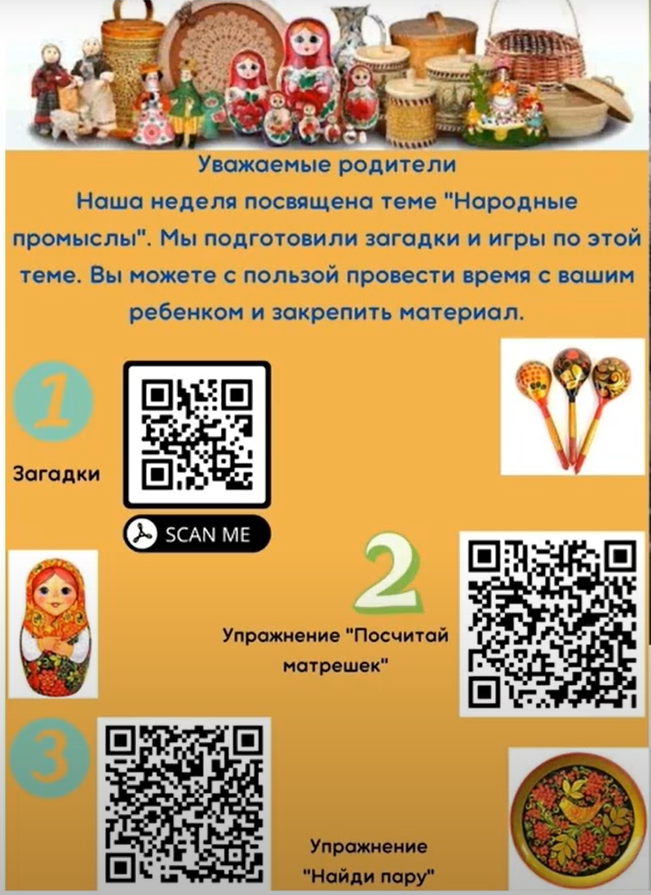 Уважаемые родители
Наша неделя посвящена теме "Народные
промыслы". Мы подготовили загадки и игры по этой
теме. Вы можете с пользой провести время с вашим
ребенком и закрепить материал.
1
Загадки
SCAN ME
2
Упражнение "Посчитай
матрешек"
3
Упражнение
"Найди пару"